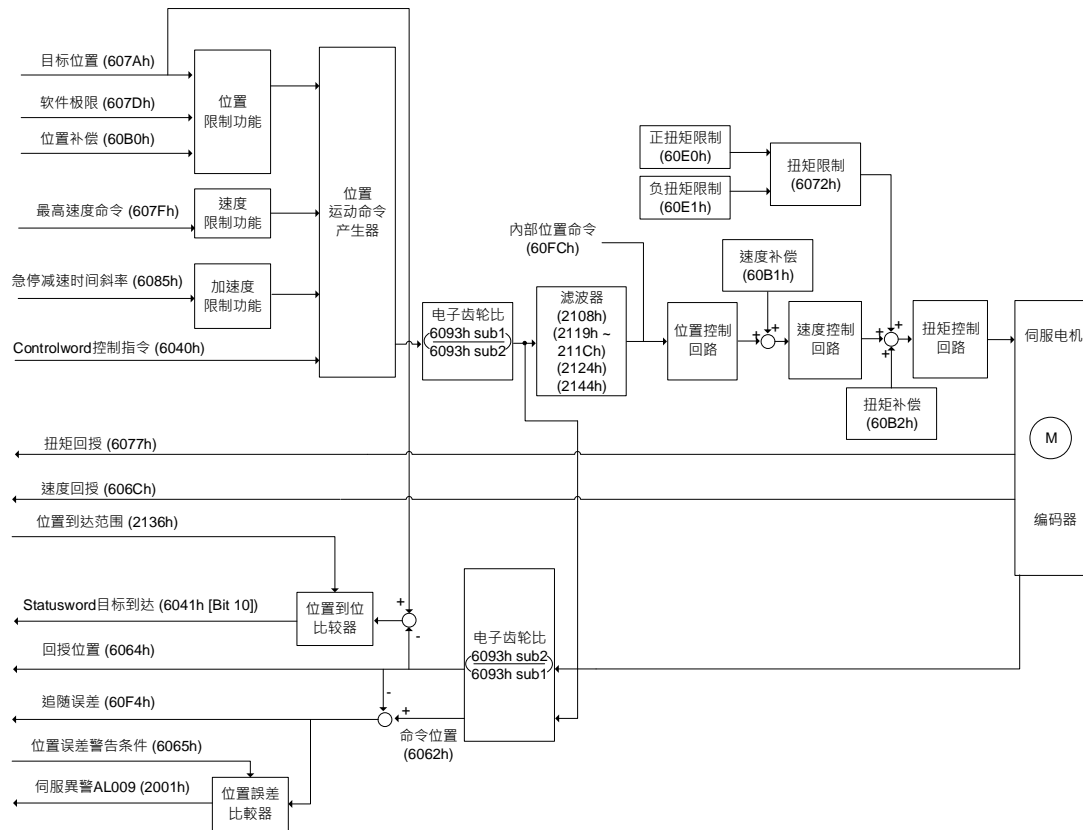 目标位置 (607Ah)
软件极限 (607Dh)
位置补偿 (60B0h)
位置
限制功能
最高速度命令 (607Fh)
速度
限制功能
急停减速时间斜率 (6085h)
加速度
限制功能
Controlword控制指令 (6040h)
位置
运动命令
产生器
电子齿轮比
6093h sub1
6093h sub2
滤波器
(2108h)
(2119h ~
211Ch)
(2124h)
(2144h)
內部位置命令
(60FCh)
位置控制
回路
速度补偿
(60B1h)
+
+
速度控制
回路
正扭矩限制
(60E0h)
负扭矩限制
(60E1h)
扭矩限制
(6072h)
+
+
+
扭矩补偿
(60B2h)
扭矩控制
回路
伺服电机
M
编码器
扭矩回授 (6077h)
速度回授 (606Ch)
位置到达范围 (2136h)
Statusword目标到达 (6041h [Bit 10])
位置到位
比较器
+
-
回授位置 (6064h)
电子齿轮比
6093h sub2
6093h sub1
追随误差 (60F4h)
-
+
命令位置
(6062h)
位置误差警告条件 (6065h)
伺服異警AL009 (2001h)
位置誤差
比較器